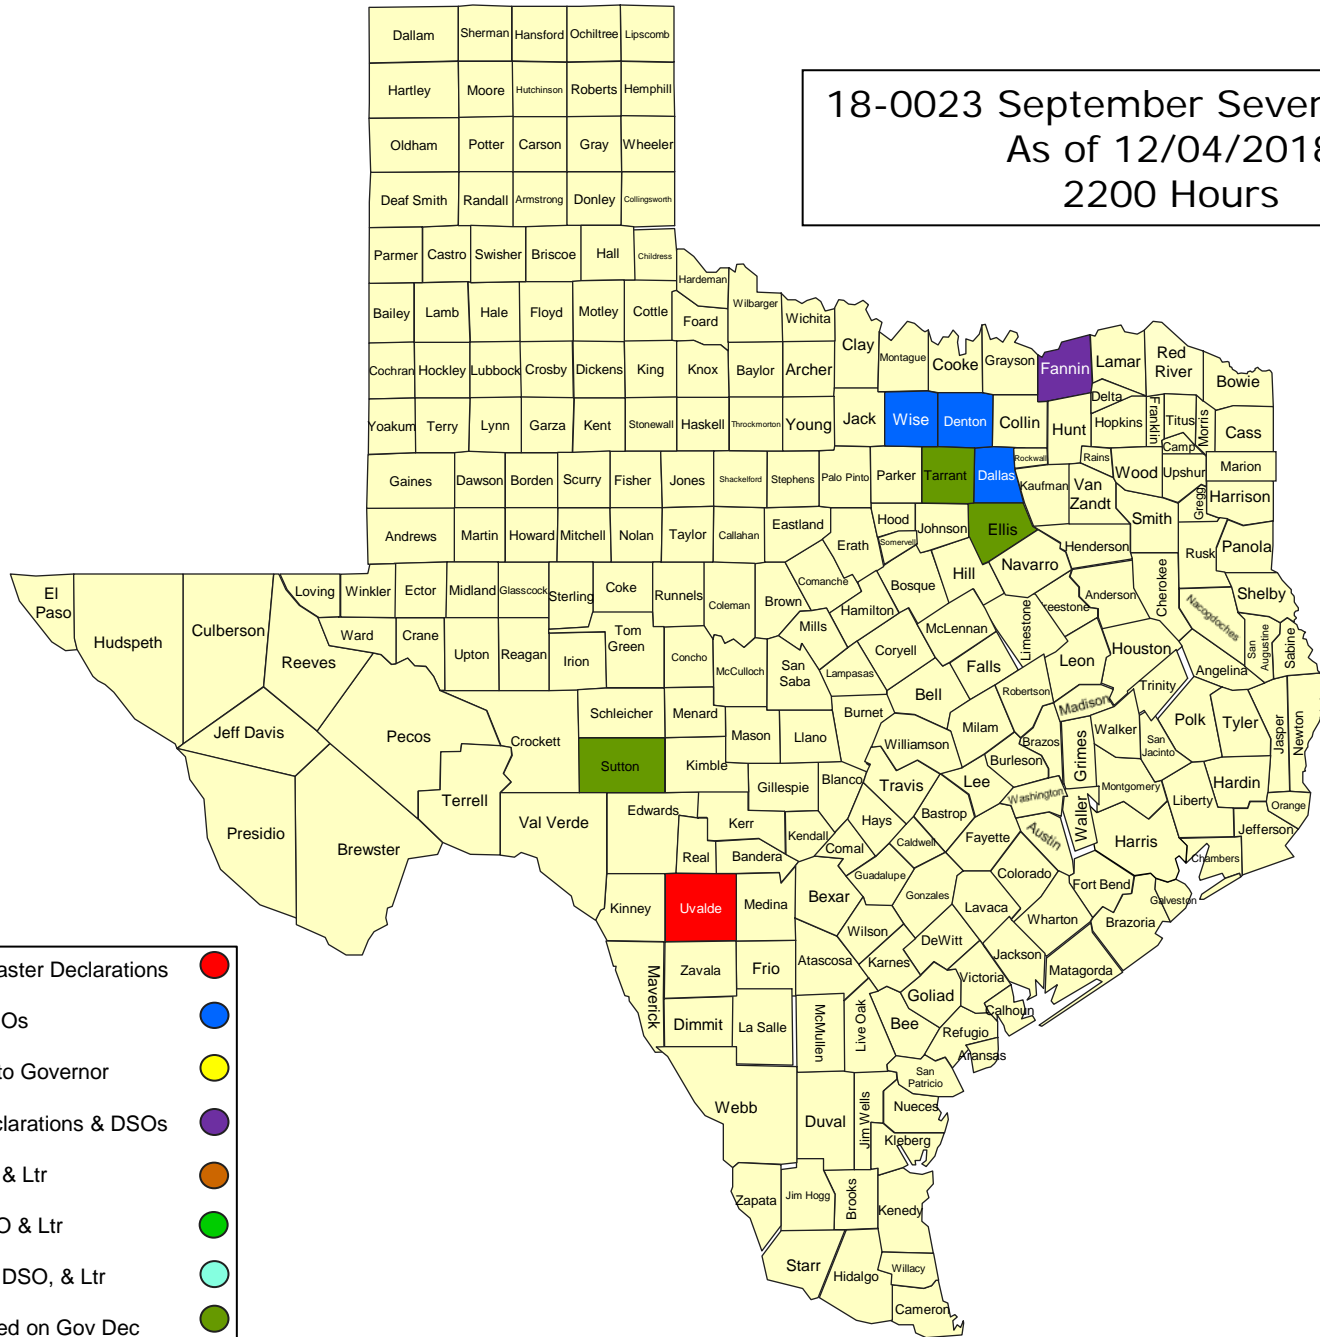 Dallam Sherman Hansford Ochiltree Lipscomb
Hartley Moore Hutchinson Roberts Hemphill
Oldham Potter Carson Gray Wheeler
Deaf Smith Randall Armstrong Donley Collingsworth
Parmer Castro Swisher Briscoe Hall Childress
Hardeman
Bailey Lamb Hale Floyd Motley Cottle Foard Wilbarger Wichita
Clay Montague Cooke Grayson Fannin Lamar Red River Bowie
Cochran Hockley Lubbock Crosby Dickens King Knox Baylor Archer
Delta
Yoakum Terry Lynn Garza Kent Stonewall Haskell Throckmorton Young Jack Wise Denton Collin Hunt Hopkins Franklin Titus Morris Cass
Camp
Rockwall Rains
Gaines Dawson Borden Scurry Fisher Jones Shackelford Stephens Palo Pinto Parker Tarrant Dallas Kaufman Van Zandt Wood Upshur Marion
Gregg Harrison
Andrews Martin Howard Mitchell Nolan Taylor Callahan Eastland Erath Hood Somervell Johnson Ellis Henderson Smith Rusk Panola
El Paso Hudspeth Culberson Loving Winkler Ector Midland Glasscock Sterling Coke Runnels Coleman Brown Comanche Hamilton Bosque Hill Navarro Freestone Anderson Cherokee Nacogdoches Shelby
Reeves Ward Crane Upton Reagan Irion Tom Green Concho McCulloch San Saba Mills Lampasas Coryell McLennan Limestone Falls Leon Houston Angelina San Augustine Sabine
Jeff Davis Pecos Crockett Schleicher Menard Mason Llano Burnet Bell Milam Robertson Madison Trinity Walker San Jacinto Polk Tyler Jasper Newton
Presidio Brewster Terrell Val Verde Sutton Kimble Gillespie Blanco Williamson Travis Lee Burleson Brazos Grimes Montgomery Liberty Hardin Orange
Edwards Kerr Kendall Hays Bastrop Washington Waller Harris Jefferson
Real Bandera Comal Caldwell Fayette Austin Chambers
Kinney Uvalde Medina Bexar Guadalupe Gonzales Lavaca Colorado Fort Bend Galveston
Wilson Wharton Brazoria
Maverick Zavala Frio Atascosa Karnes DeWitt Jackson Matagorda
Dimmit La Salle McMullen Live Oak Bee Goliad Victoria Calhoun
Refugio Aransas
San Patricio
Webb Duval Jim Wells Nueces
Kleberg
Zapata Jim Hogg Brooks Kenedy
Starr Hidalgo Willacy
Cameron
18-0023 September Sever
As of 12/04/2018
2200 Hours
aster Declarations
Os
to Governor
clarations & DSOs
& Ltr
O & Ltr
DSO, & Ltr
ed on Gov Dec